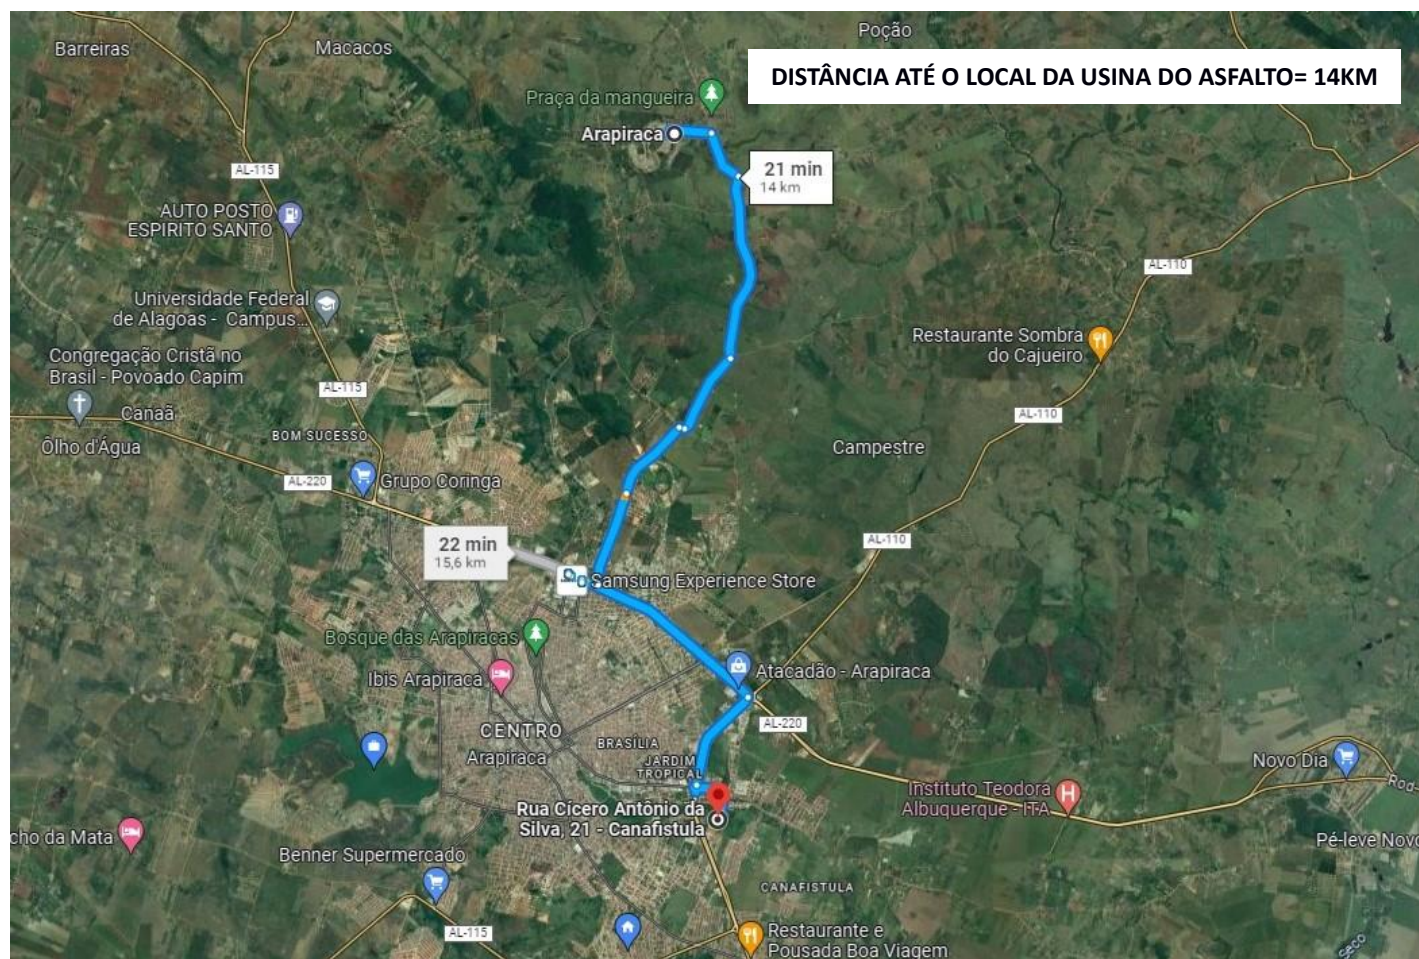 Poção
Barreiras
Macacos
DISTÂNCIA ATÉ O LOCAL DA USINA DO ASFALTO= 14KM
Praça da mangueira
Arapiraca
AL-115
21 min
14 km
AUTO POSTO
ESPIRITO SANTO
AL-110
Universidade Federal
de Alagoas - Campus...
Restaurante Sombra
do Cajueiro
Congregação Cristã no
Brasil - Povoado Capim
AL-115
Canaã
AL-110
BOM SUCESSO
Ôlho d'Água
Campestre
AL-220
Grupo Coringa
AL-110
22 min
15,6 km
Samsung Experience Store
Bosque das Arapiracas
Ibis Arapiraca
Atacadão - Arapiraca
AL-220
CENTRO
BRASÍLIA
Arapiraca
JARDIM
TROPICAL
Novo Dia
Rod
Instituto Teodora
Albuquerque - ITA
Rua Cícero Antônio da
Silva, 21 - Canafistula
cho da Mata
Pé-leve Novo
Benner Supermercado
CANAFISTULA
AL-115
Restaurante e
Pousada Boa Viagem
Seco